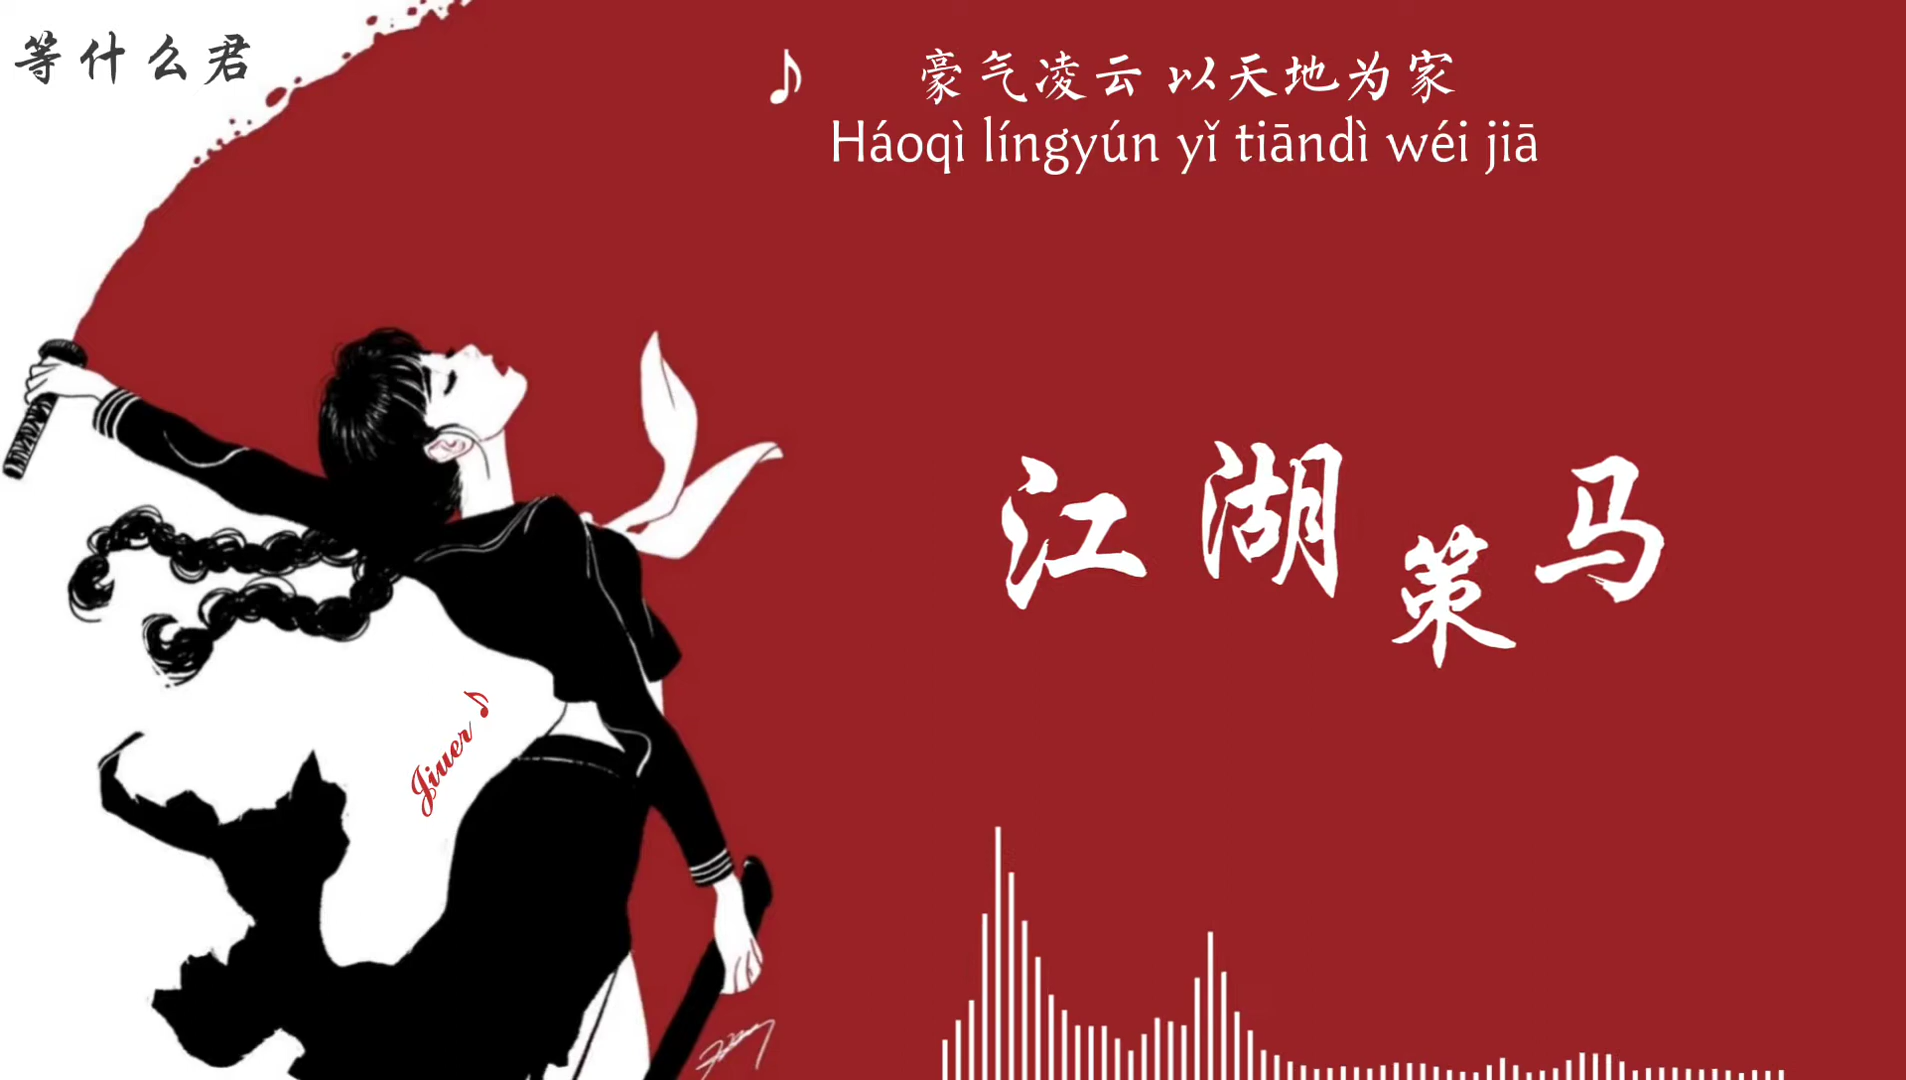 等什么君
♪ 豪气凌云 以天地为家
Háoqì língyún yǐ tiāndì wéi jiā
江湖策马
Jiuer ♪